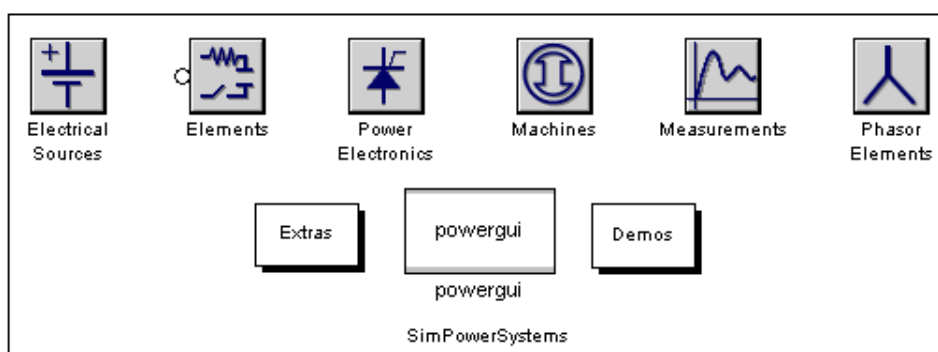 +
Electrical
Sources
Elements
Power
Electronics
Machines
Measurements
Phasor
Elements
Extras
powergui
powergui
Demos
SimPowerSystems